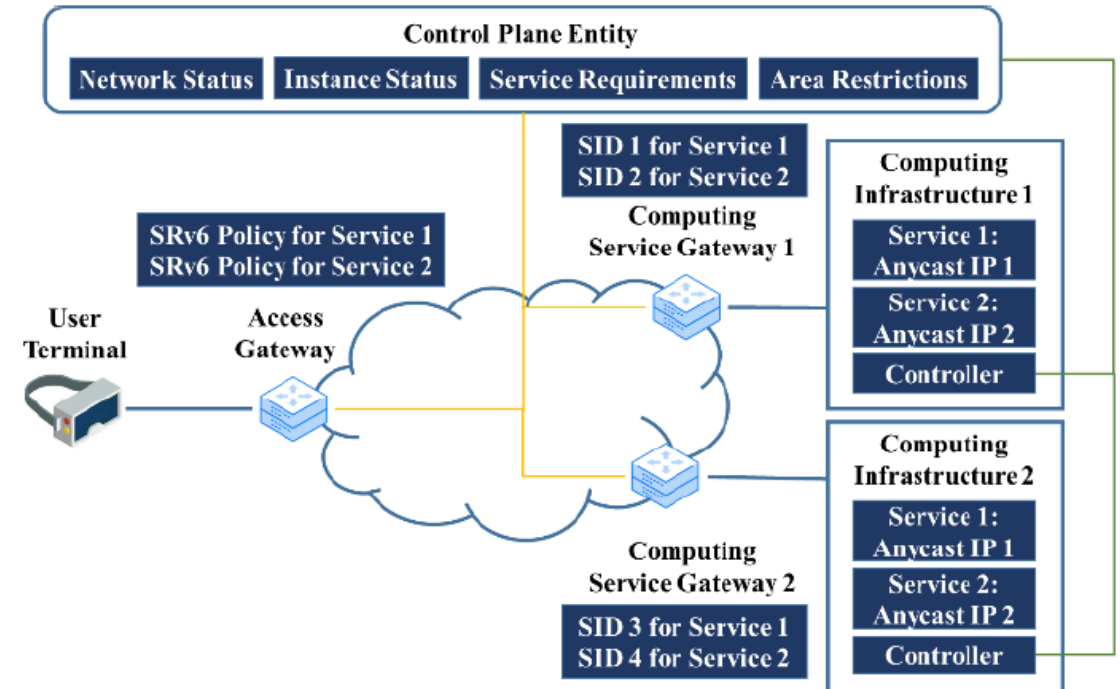 Control Plane Entity
Network Status
Instance Status
Service Requirements
Area Restrictions
SID 1 for Service 1
SID 2 for Service 2
Computing
Service Gateway 1
Computing
Infrastructure 1
Service 1:
Anycast IP 1
Service 2:
Anycast IP 2
Controller
SRv6 Policy for Service 1
SRv6 Policy for Service 2
User
Terminal
Access
Gateway
Computing
Infrastructure 2
Service 1:
Anycast IP 1
Service 2:
Anycast IP 2
Controller
Computing
Service Gateway 2
SID 3 for Service 1
SID 4 for Service 2